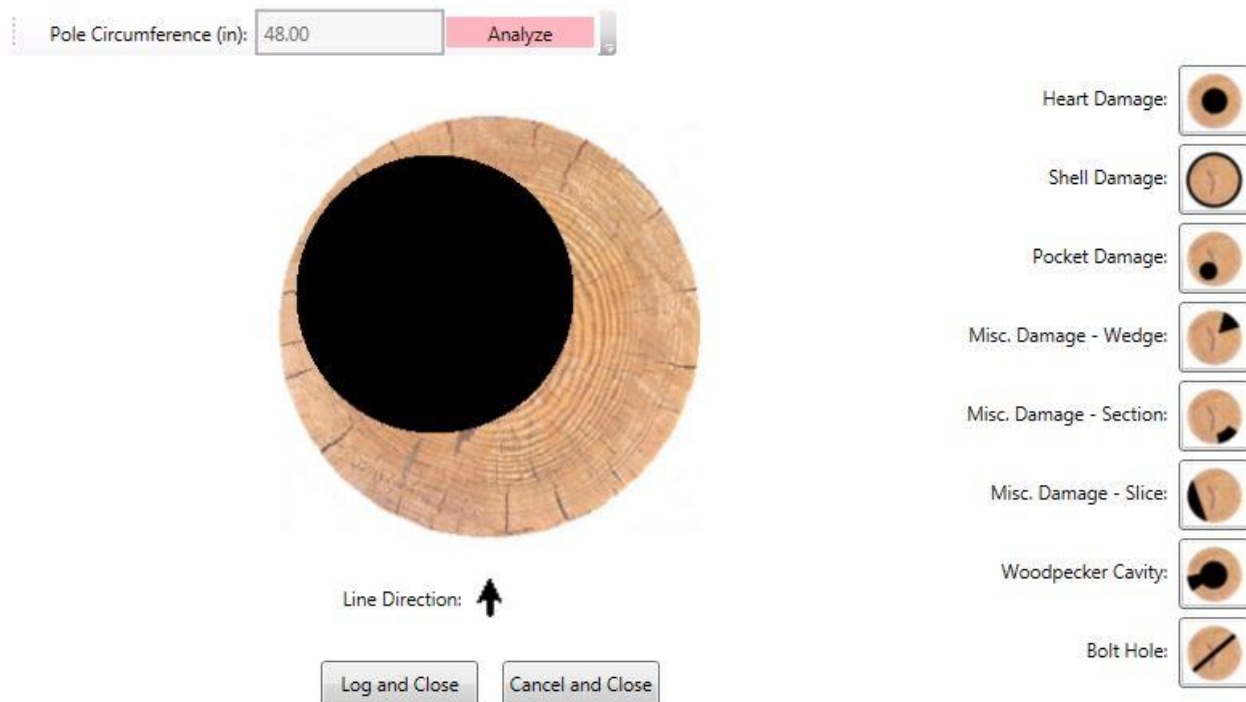 Pole Circumference (in): 48.00 Analyze
Heart Damage:
Shell Damage:
Pocket Damage:
Misc. Damage - Wedge:
Misc. Damage - Section:
Misc. Damage - Slice:
Woodpecker Cavity:
Bolt Hole:
Line Direction:
Log and Close Cancel and Close